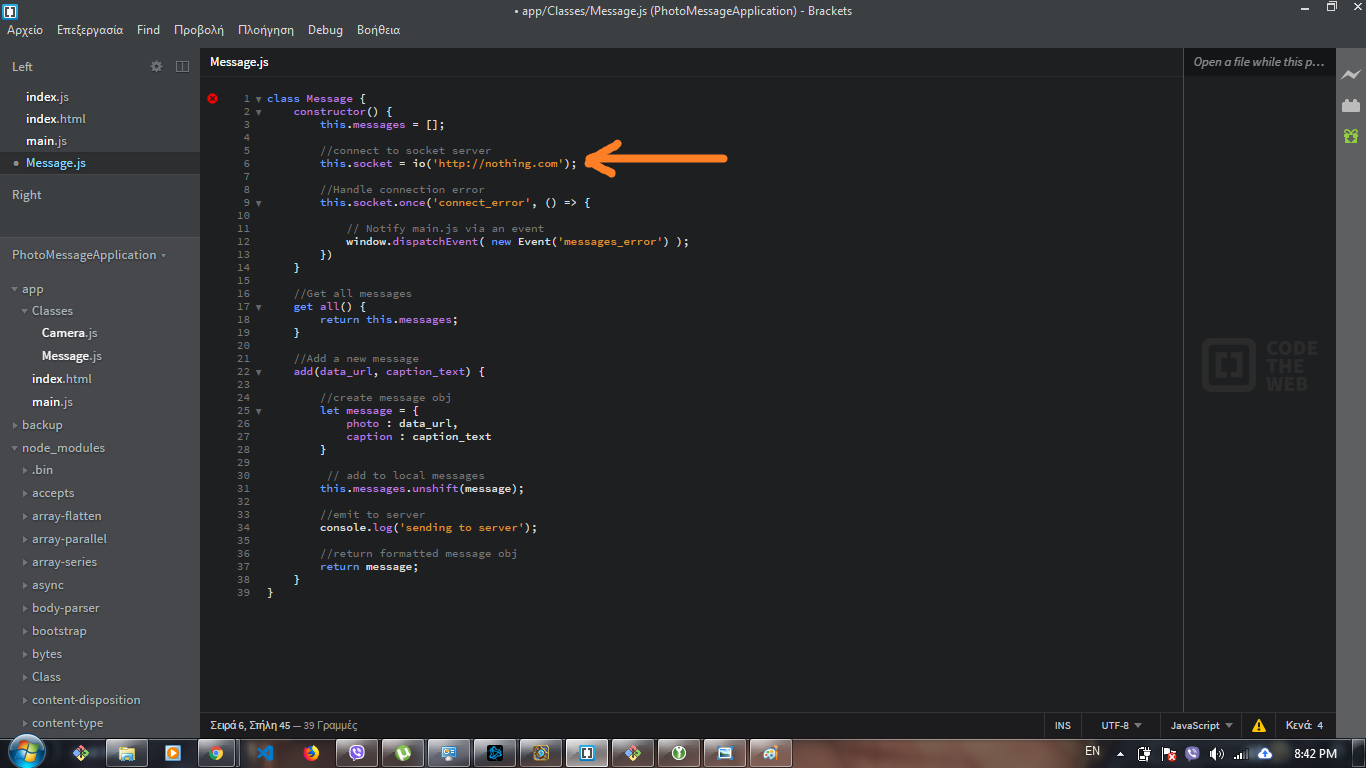 • app/Classes/Message.js (PhotoMessageApplication) - Brackets
Αρχείο Επεξεργασία Find Προβολή Πλοήγηση Debug Βοήθεια
Left
index.js
index.html
main.js
Message.js
Right
PhotoMessageApplication
app
Classes
Camera.js
Message.js
index.html
main.js
backup
node_modules
.bin
accepts
array-flatten
array-parallel
array-series
async
body-parser
bootstrap
bytes
Class
content-disposition
content-type
Message.js
1 class Message {
2 constructor() {
3 this.messages = [];
4
5 //connect to socket server
6 this.socket = io('http://nothing.com');
7
8 //Handle connection error
9 this.socket.once('connect_error', () => {
10
11 // Notify main.js via an event
12 window.dispatchEvent( new Event('messages_error') );
13 })
14 }
15
16 //Get all messages
17 get all() {
18 return this.messages;
19 }
20
21 //Add a new message
22 add(data_url, caption_text) {
23
24 //create message obj
25 let message = {
26 photo : data_url,
27 caption : caption_text
28 }
29
30 // add to local messages
31 this.messages.unshift(message);
32
33 //emit to server
34 console.log('sending to server');
35
36 //return formatted message obj
37 return message;
38 }
39 }
Open a file while this p...
CODE
THE
WEB
Σειρά 6, Στήλη 45 — 39 Γραμμές
INS UTF-8 JavaScript Κενά: 4
EN 8:42 PM